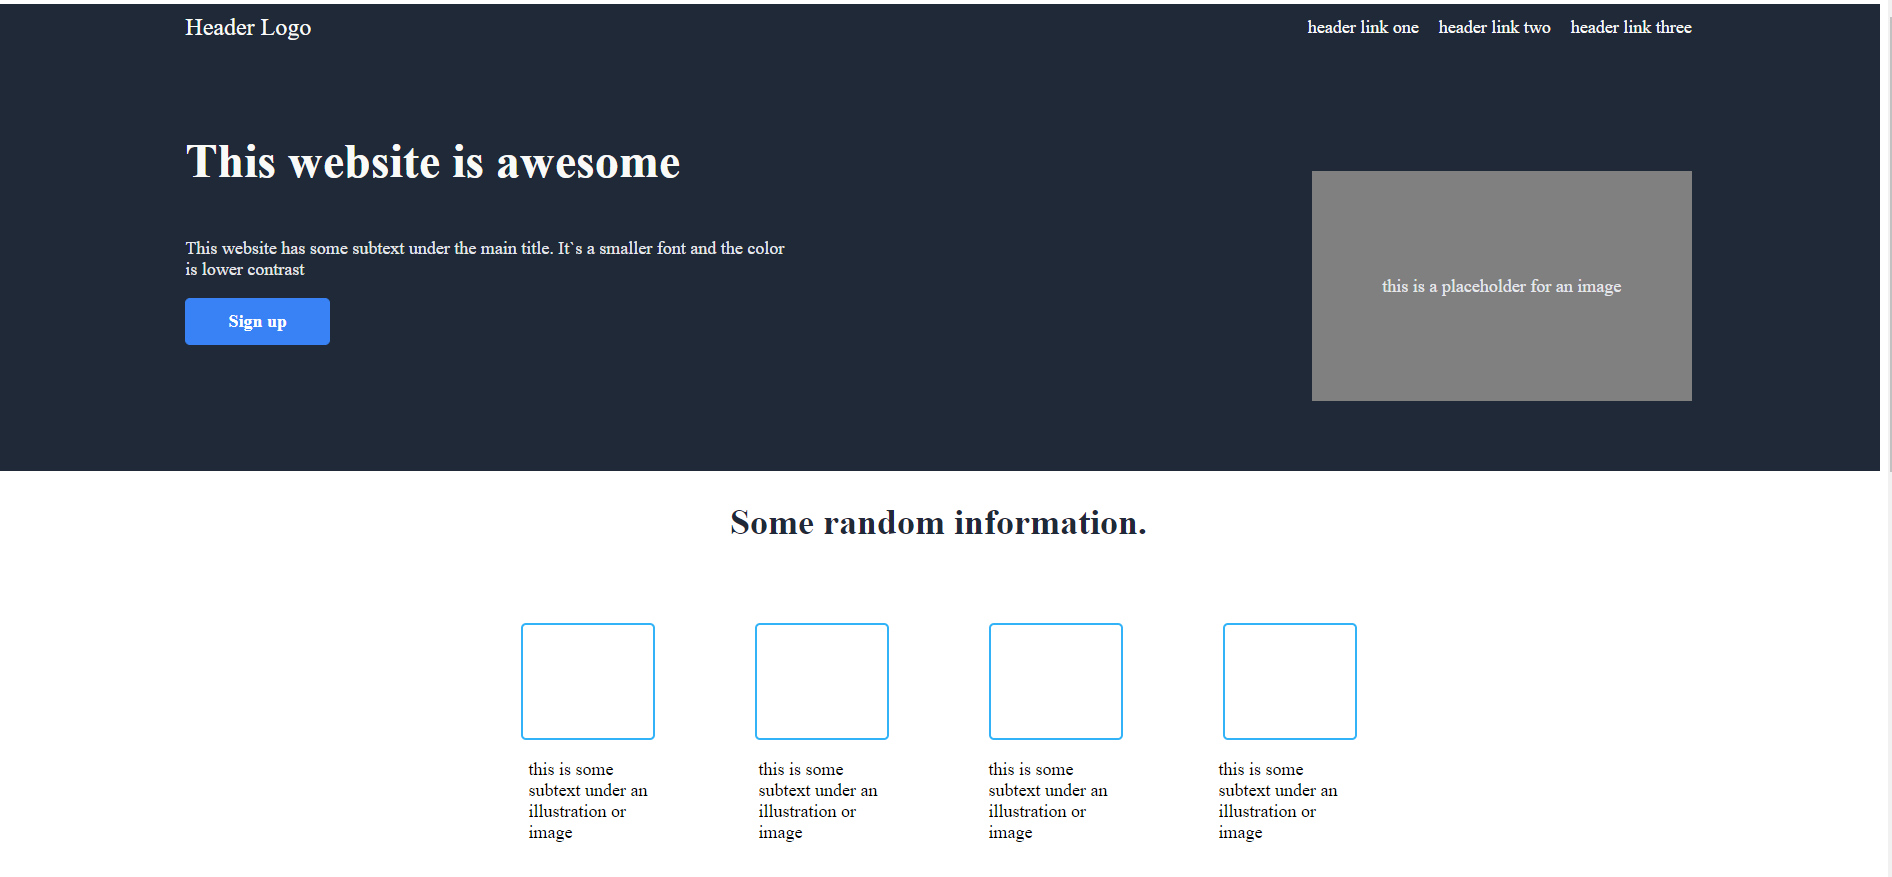 Header Logo
header link one header link two header link three
This website is awesome
This website has some subtext under the main title. It`s a smaller font and the color
is lower contrast
Sign up
this is a placeholder for an image
Some random information.
this is some
subtext under an
illustration or
image
this is some
subtext under an
illustration or
image
this is some
subtext under an
illustration or
image
this is some
subtext under an
illustration or
image